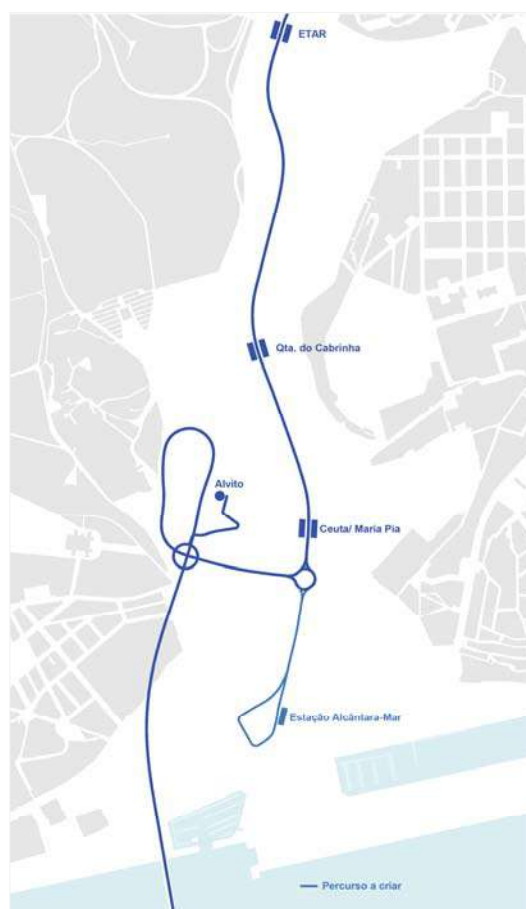 ETAR
Qta. do Cabrinha
Alvito
Ceuta/ Maria Pia
Estação Alcântara-Mar
Percurso a criar